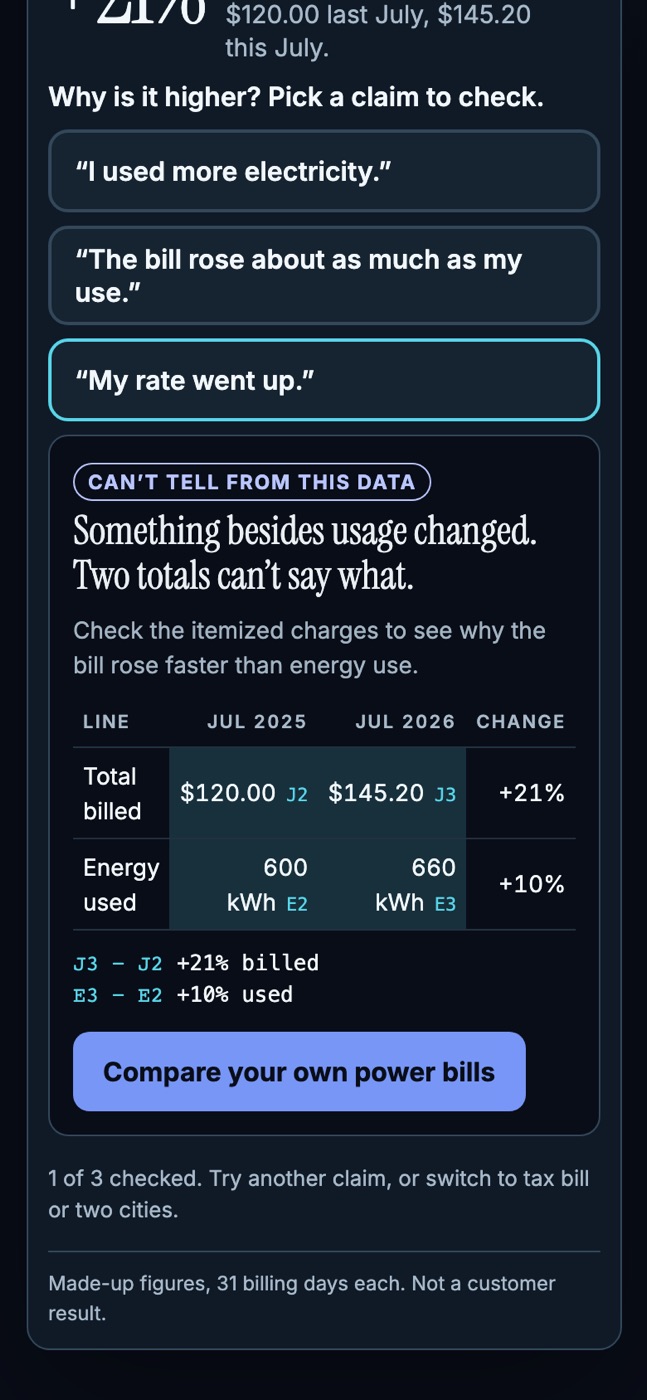 +21%
$120.00 last July, $145.20
this July.
Why is it higher? Pick a claim to check.
“I used more electricity.”
“The bill rose about as much as my
use.”
“My rate went up.”
CAN’T TELL FROM THIS DATA
Something besides usage changed.
Two totals can’t say what.
Check the itemized charges to see why the
bill rose faster than energy use.
LINE JUL 2025 JUL 2026 CHANGE
Total billed $120.00 J2 $145.20 J3 +21%
Energy used 600 kWh E2 660 kWh E3 +10%
J3 − J2 +21% billed
E3 − E2 +10% used
Compare your own power bills
1 of 3 checked. Try another claim, or switch to tax bill
or two cities.
Made-up figures, 31 billing days each. Not a customer
result.